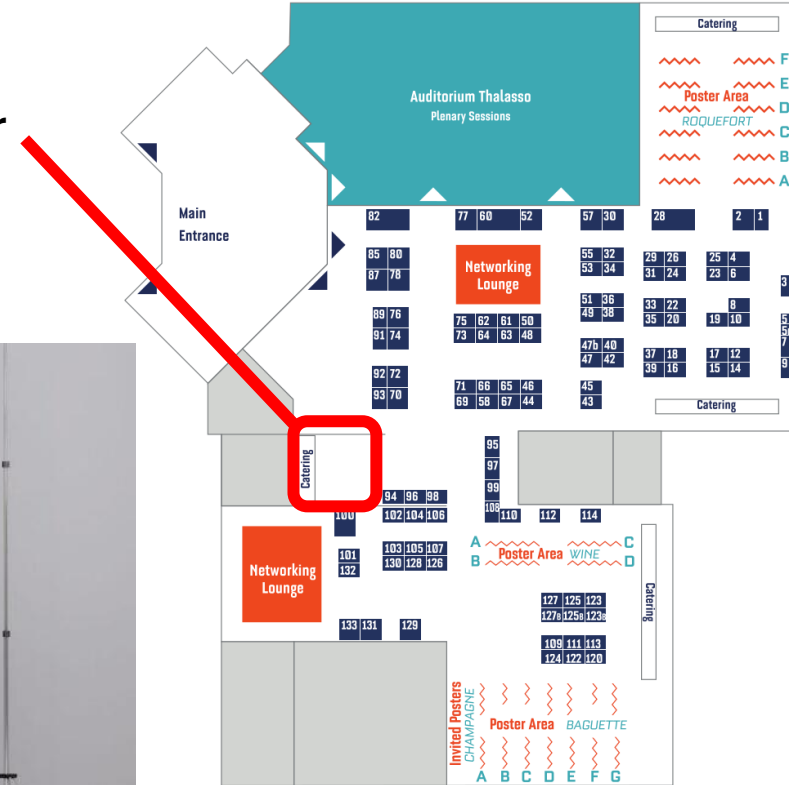 r
Catering
F
E
Poster Area
D
ROQUEFORT
C
B
A
Auditorium Thalasso
Plenary Sessions
Main
Entrance
82
77 60 52
57 30
28
2 1
85 80
87 78
Networking
Lounge
55 32
53 34
29 26
31 24
25 4
23 6
3
89 76
91 74
75 62 61 50
73 64 63 48
51 36
49 38
33 22
35 20
8
19 10
5
7
9
47b 40
47 42
37 18
39 16
17 12
15 14
92 72
93 70
71 66 65 46
69 58 67 44
45
43
Catering
Catering
95
97
99
108
94 96 98
102 104 106
100
110
112
114
101
132
103 105 107
130 128 126
A
B
Poster Area WINE
C
D
Networking
Lounge
Catering
127 125 123
127B 125B 123B
133 131
129
109 111 113
124 122 120
Invited Posters
CHAMPAGNE
Poster Area BAGUETTE
A B C D E F G